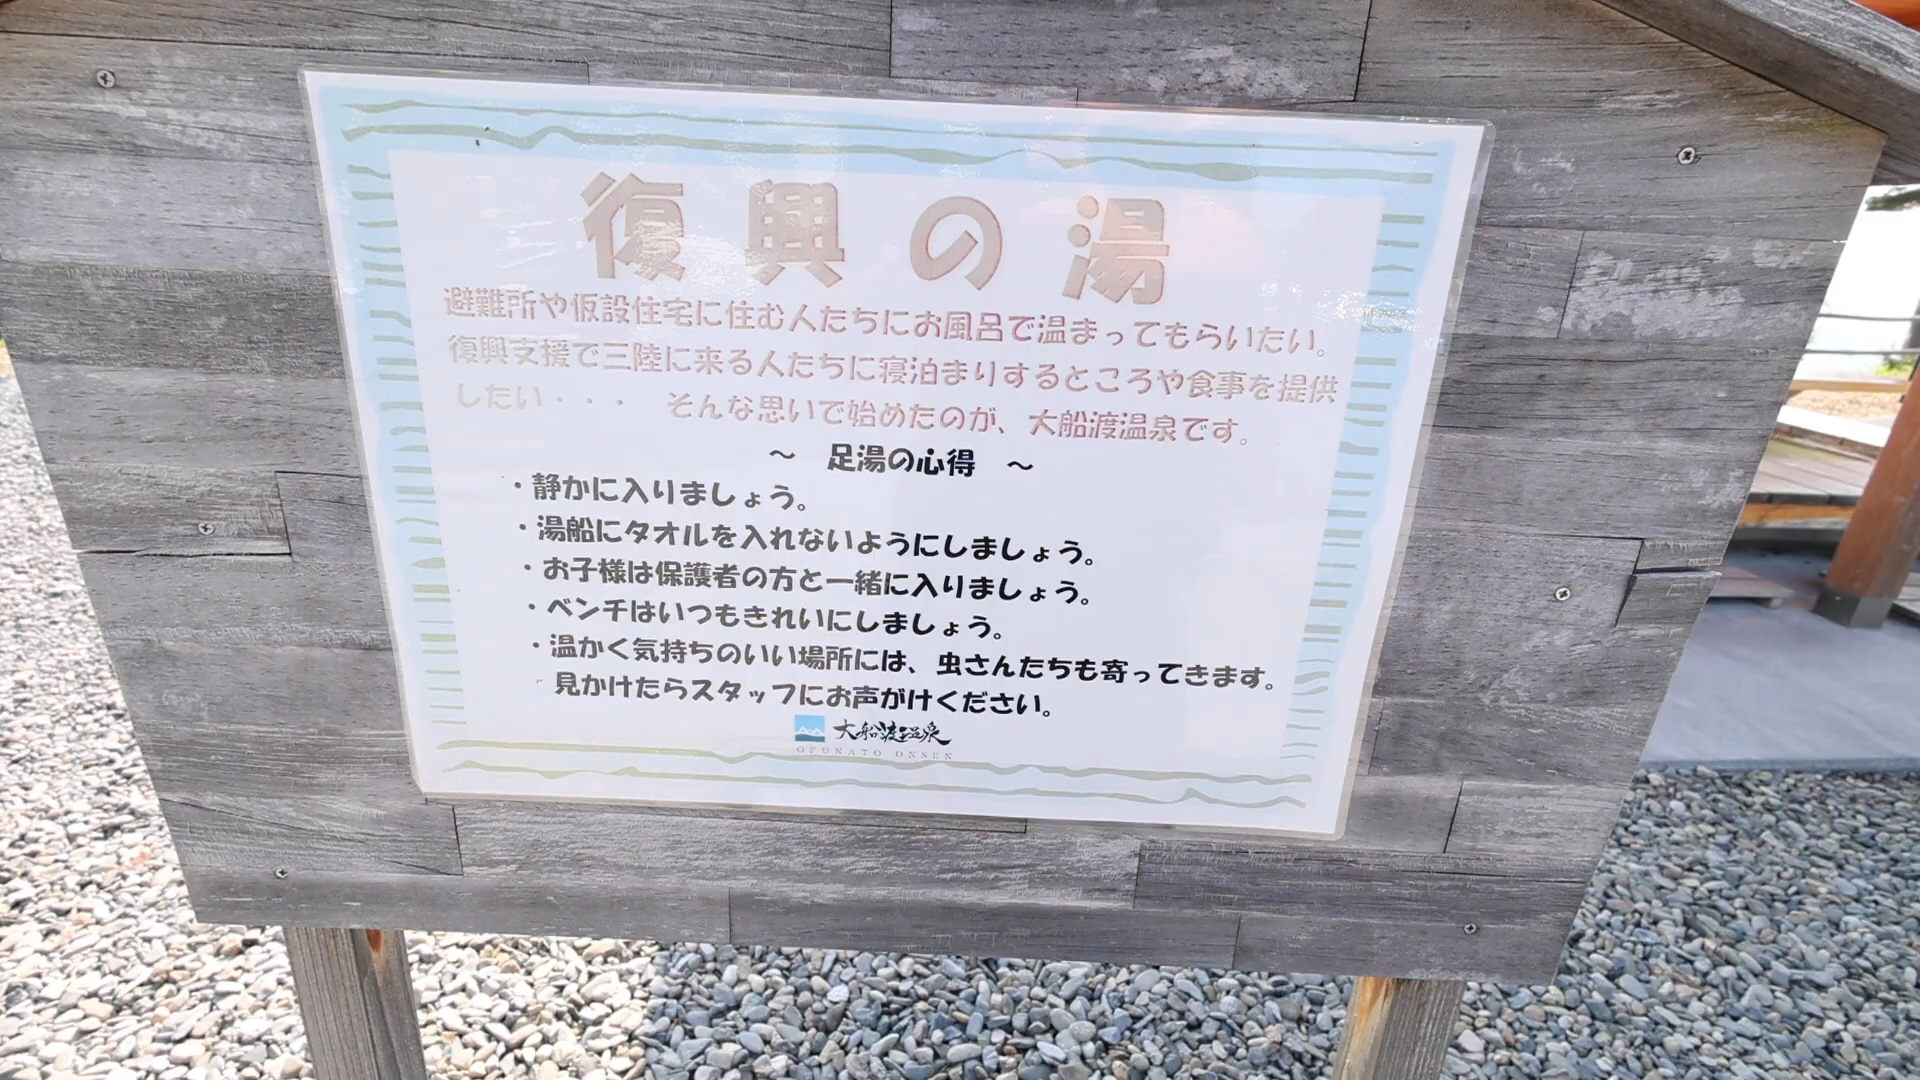 復興の湯
避難所や仮設住宅に住む人たちにお風呂で温まってもらいたい。
復興支援で三陸に来る人たちに寝泊まりするところや食事を提供
したい・・・　そんな思いで始めたのが、大船渡温泉です。
～　足湯の心得　～
・静かに入りましょう。
・湯船にタオルを入れないようにしましょう。
・お子様は保護者の方と一緒に入りましょう。
・ベンチはいつもきれいにしましょう。
・温かく気持ちのいい場所には、虫さんたちも寄ってきます。
見かけたらスタッフにお声がけください。
大船渡温泉
OFUNATO ONSEN